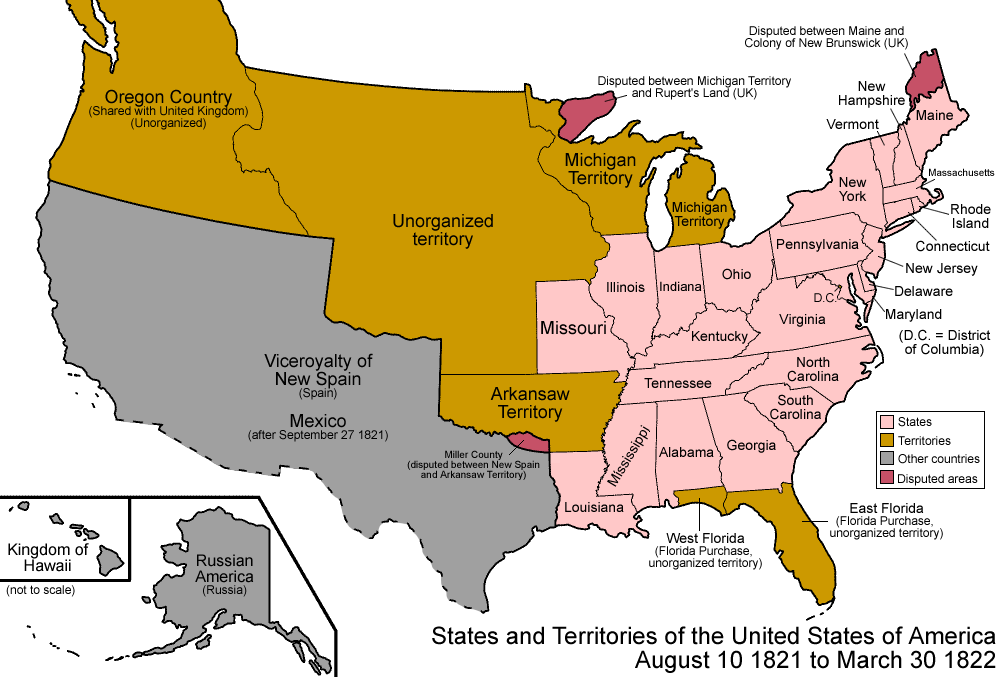 Disputed between Maine and
Colony of New Brunswick (UK)
Disputed between Michigan Territory
and Rupert's Land (UK)
Oregon Country
(Shared with United Kingdom)
(Unorganized)
New
Hampshire
Maine
Vermont
Michigan
Territory
Massachusetts
New
York
Michigan
Territory
Rhode
Island
Unorganized
territory
Connecticut
Pennsylvania
New Jersey
Ohio
Illinois
Indiana
Delaware
D.C.
Maryland
Virginia
Missouri
Kentucky
(D.C. = District
of Columbia)
Viceroyalty of
New Spain
(Spain)
North
Carolina
Tennessee
Arkansaw
Territory
South
Carolina
Mexico
(after September 27 1821)
States
Territories
Other countries
Disputed areas
Mississippi
Alabama
Georgia
Miller County
(disputed between New Spain
and Arkansaw Territory)
Louisiana
East Florida
(Florida Purchase,
unorganized territory)
West Florida
(Florida Purchase,
unorganized territory)
Kingdom of
Hawaii
(not to scale)
Russian
America
(Russia)
States and Territories of the United States of America
August 10 1821 to March 30 1822